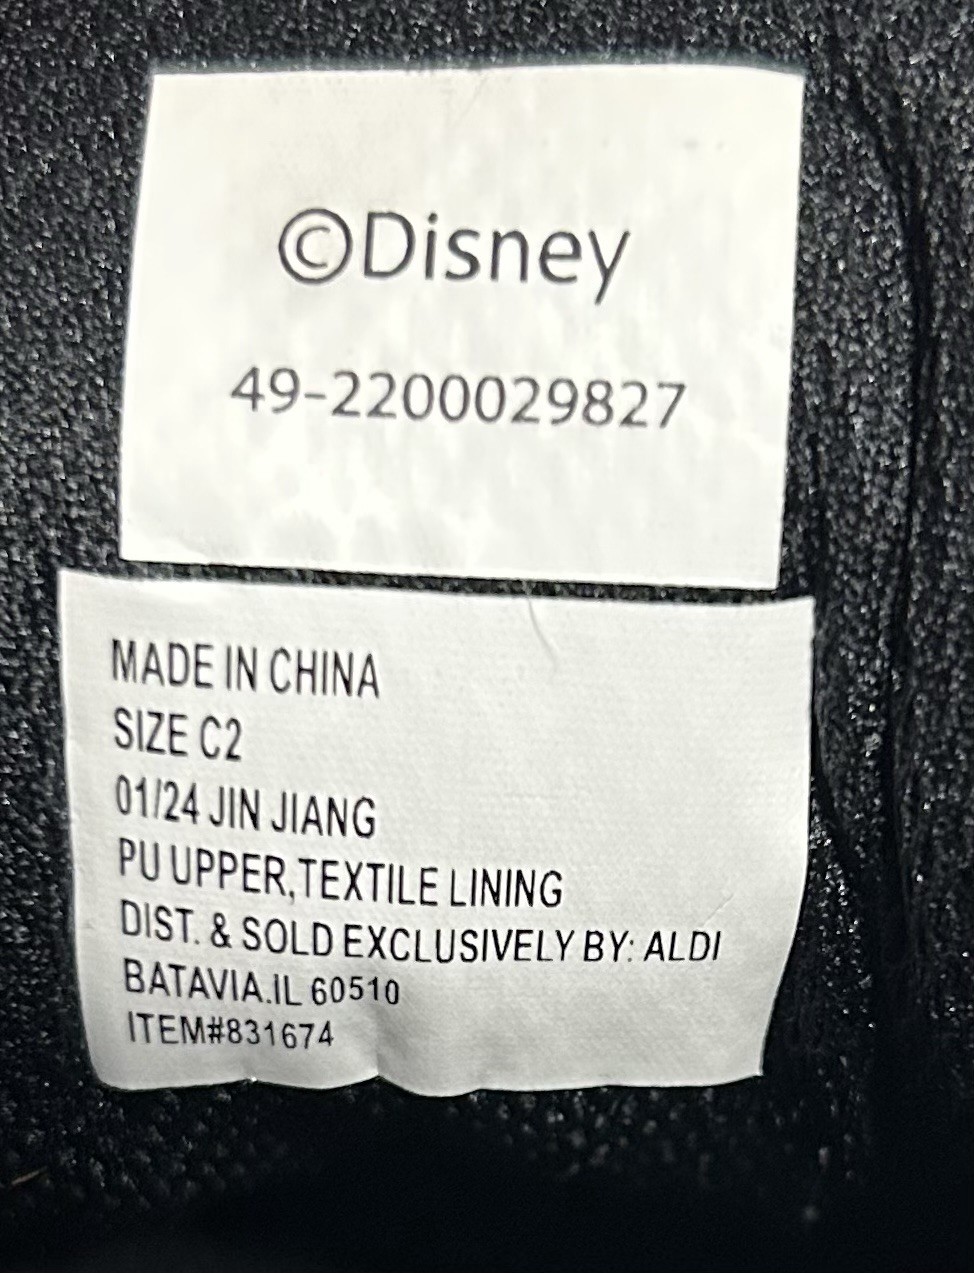 ©Disney
49-2200029827
MADE IN CHINA
SIZE C2
01/24 JIN JIANG
PU UPPER,TEXTILE LINING
DIST. & SOLD EXCLUSIVELY BY: ALDI
BATAVIA.IL 60510
ITEM#831674